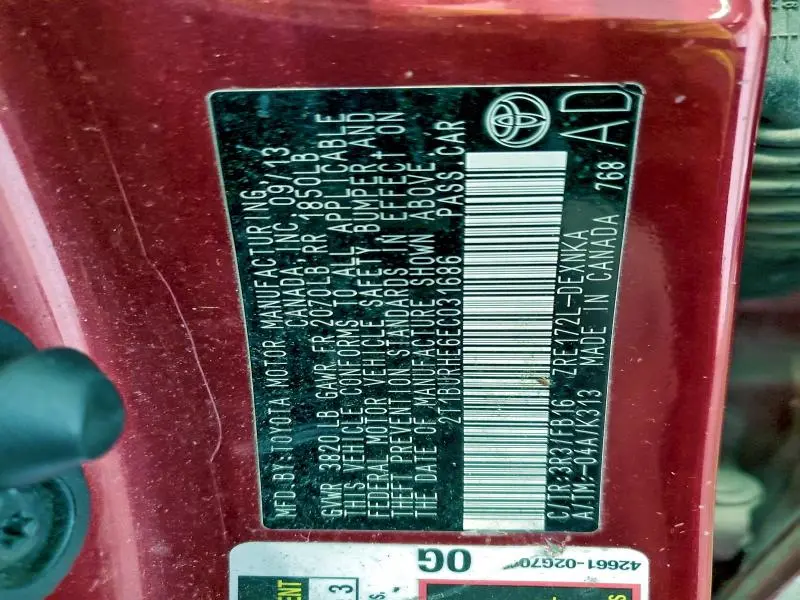 MFD.BY:TOYOTA MOTOR MANUFACTURING,
CANADA, INC 09/13
GVWR 3820LB GAWR FR 2070LB RR 1850LB
THIS VEHICLE CONFORMS TO ALL APPLICABLE
FEDERAL MOTOR VEHICLE SAFETY, BUMPER, AND
THEFT PREVENTION STANDARDS IN EFFECT ON
THE DATE OF MANUFACTURE SHOWN ABOVE.
2T1BURHE6EC031686 PASS.CAR
C/TR:3R3/FB16 ZRE172L-DEXNKA
A/TM:-04A/K313 MADE IN CANADA 768
AD
0G